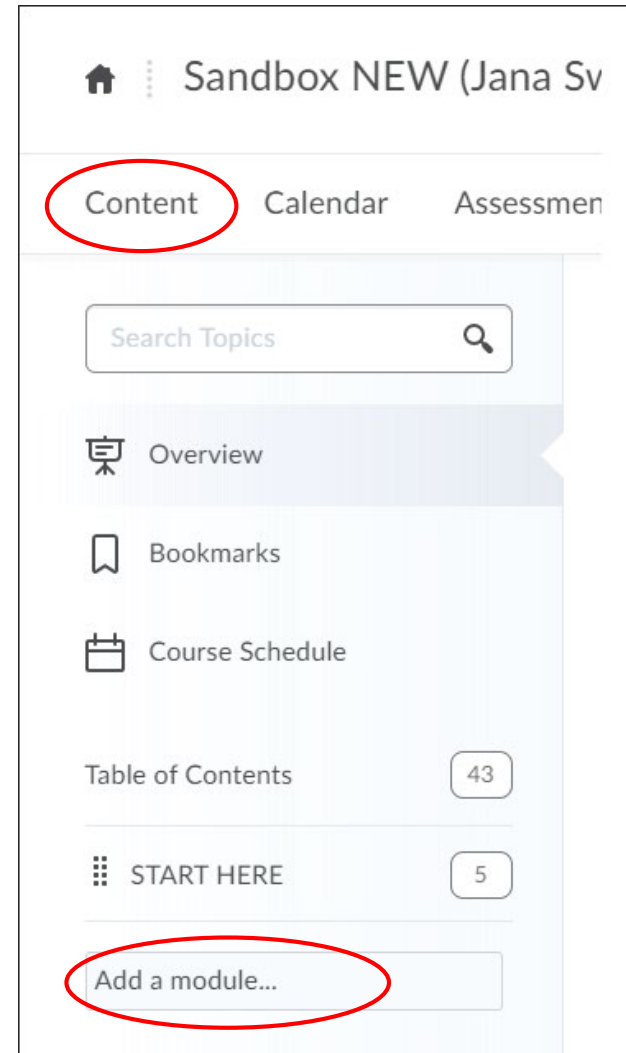 Sandbox NEW (Jana Sv
Content Calendar Assessmen
Search Topics
Overview
Bookmarks
Course Schedule
Table of Contents 43
START HERE 5
Add a module...